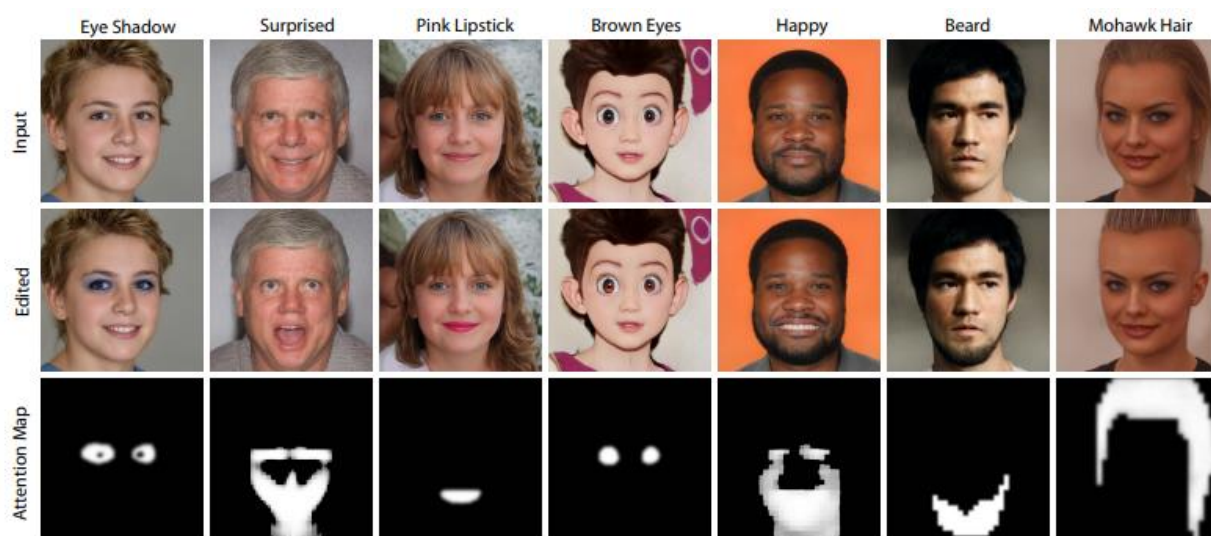 Eye Shadow Surprised Pink Lipstick Brown Eyes Happy Beard Mohawk Hair
Input
Edited
Attention Map